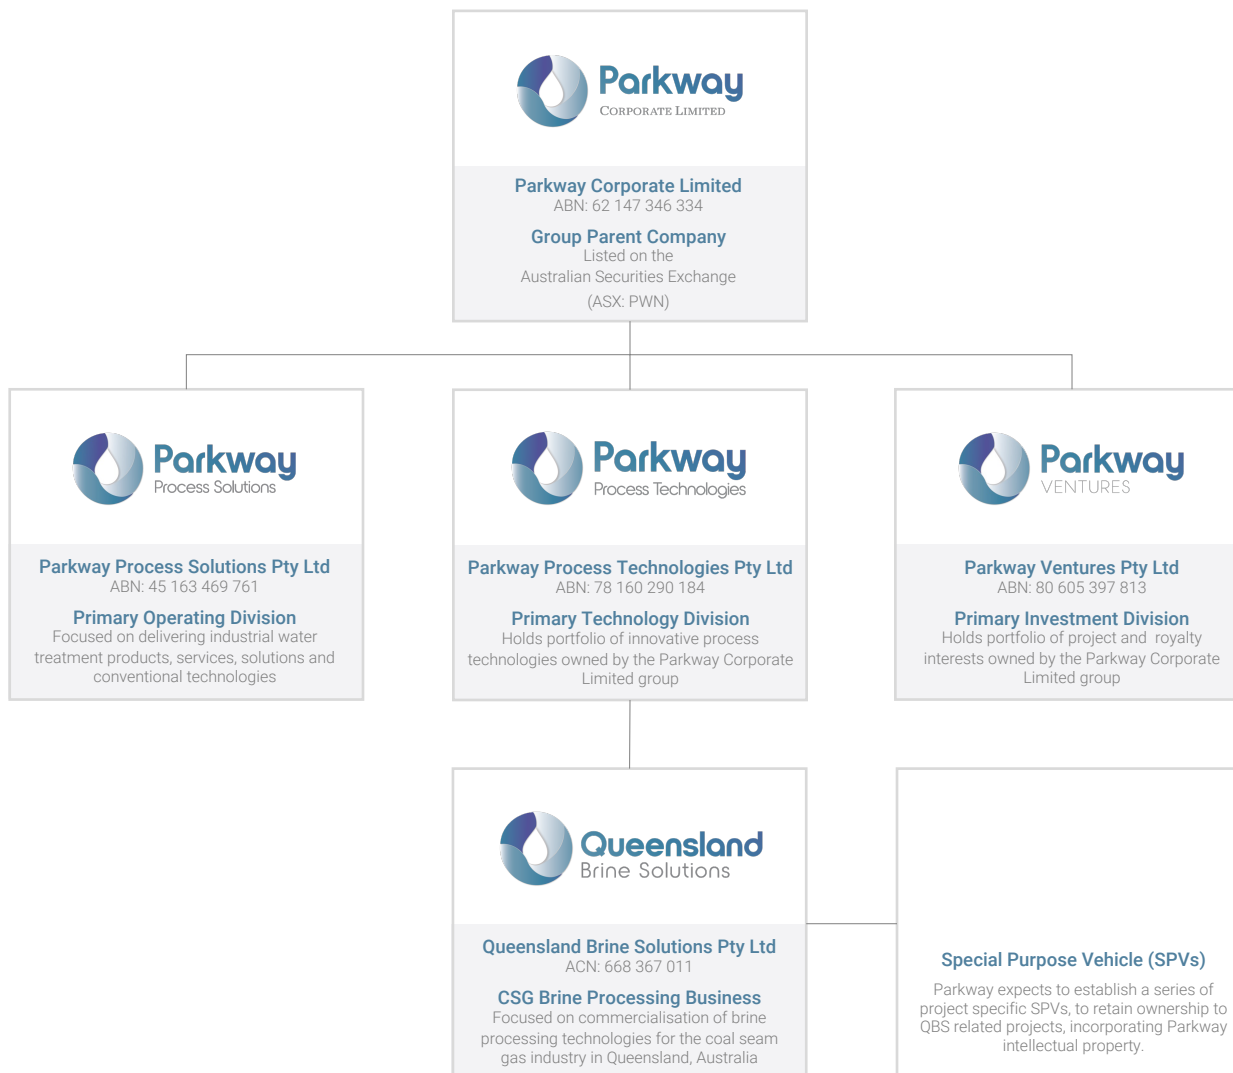 Parkway
CORPORATE LIMITED
Parkway Corporate Limited
ABN: 62 147 346 334
Group Parent Company
Listed on the
Australian Securities Exchange
(ASX: PWN)
Parkway
Process Solutions
Parkway Process Solutions Pty Ltd
ABN: 45 163 469 761
Primary Operating Division
Focused on delivering industrial water
treatment products, services, solutions and
conventional technologies
Parkway
Process Technologies
Parkway Process Technologies Pty Ltd
ABN: 78 160 290 184
Primary Technology Division
Holds portfolio of innovative process
technologies owned by the Parkway Corporate
Limited group
Parkway
VENTURES
Parkway Ventures Pty Ltd
ABN: 80 605 397 813
Primary Investment Division
Holds portfolio of project and royalty
interests owned by the Parkway Corporate
Limited group
Queensland
Brine Solutions
Queensland Brine Solutions Pty Ltd
ACN: 668 367 011
CSG Brine Processing Business
Focused on commercialisation of brine
processing technologies for the coal seam
gas industry in Queensland, Australia
Special Purpose Vehicle (SPVs)
Parkway expects to establish a series of
project specific SPVs, to retain ownership to
QBS related projects, incorporating Parkway
intellectual property.